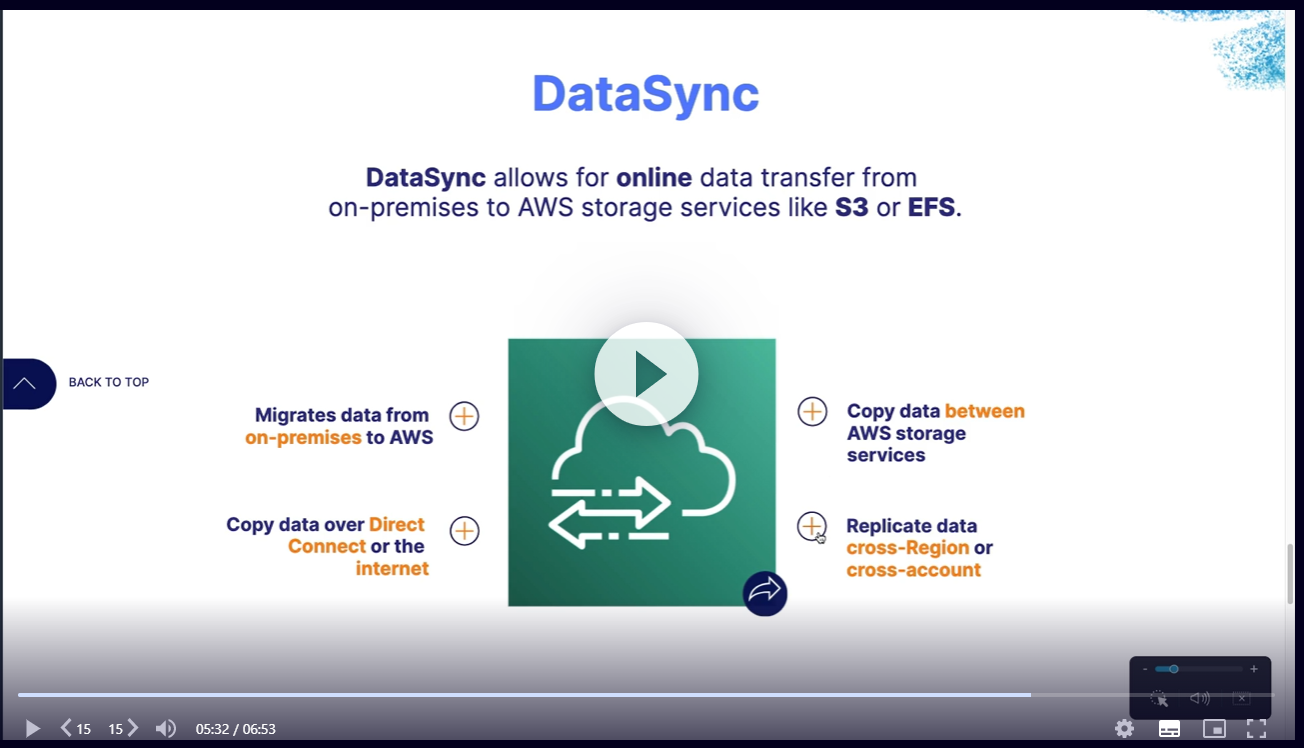 DataSync
DataSync allows for online data transfer from
on-premises to AWS storage services like S3 or EFS.
BACK TO TOP
Migrates data from
on-premises to AWS
Copy data between
AWS storage
services
Copy data over Direct
Connect or the
internet
Replicate data
cross-Region or
cross-account
15 15 05:32 / 06:53